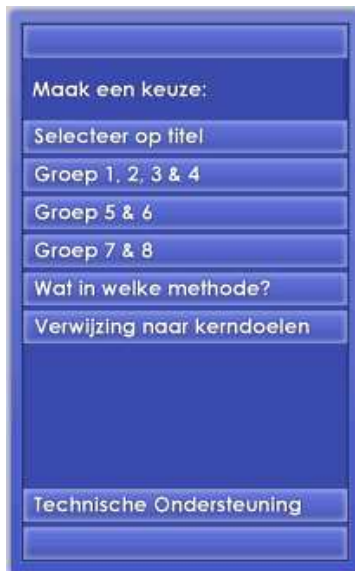 Maak een keuze:
Selecteer op titel
Groep 1, 2, 3 & 4
Groep 5 & 6
Groep 7 & 8
Wat in welke methode?
Verwijzing naar kerndoelen
Technische Ondersteuning